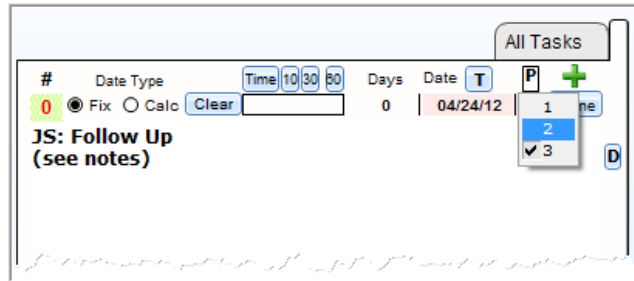 All Tasks
# Date Type Time 10 30 60 Days Date T P
0 Fix Calc Clear 0 04/24/12
1
2
3
JS: Follow Up
(see notes)
D